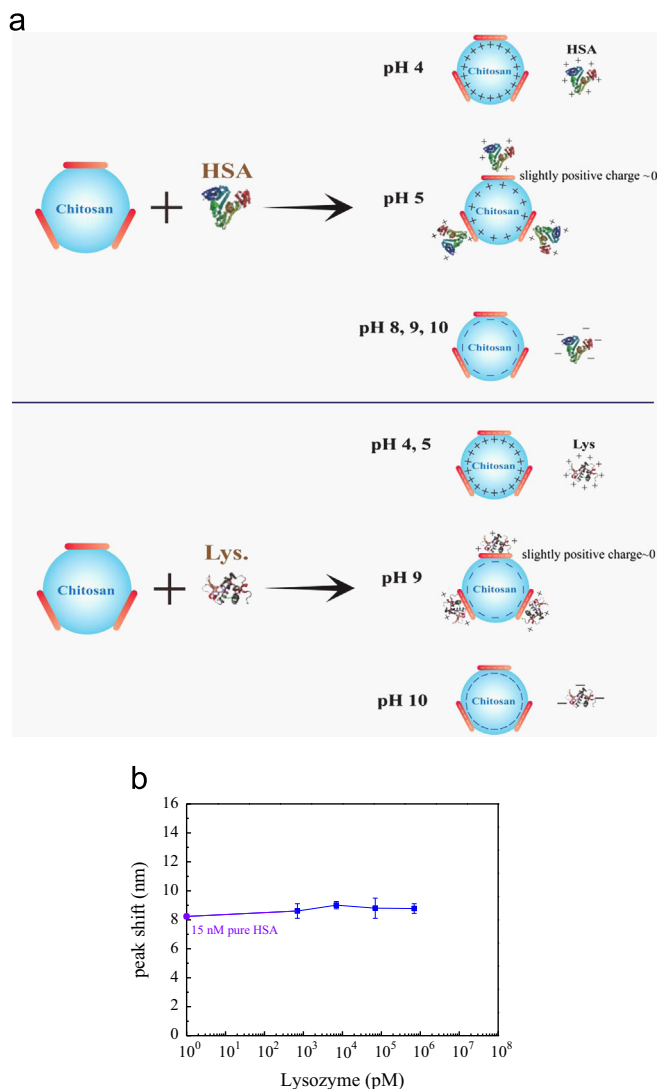 a
pH 4
Chitosan
HSA
Chitosan
+
HSA
pH 5
Chitosan
slightly positive charge ~0
pH 8, 9, 10
Chitosan
pH 4, 5
Chitosan
Lys
Chitosan
+
Lys.
pH 9
Chitosan
slightly positive charge~0
pH 10
Chitosan
b
16
14
12
10
8
6
4
2
0
peak shift (nm)
15 nM pure HSA
10⁰ 10¹ 10² 10³ 10⁴ 10⁵ 10⁶ 10⁷ 10⁸
Lysozyme (pM)